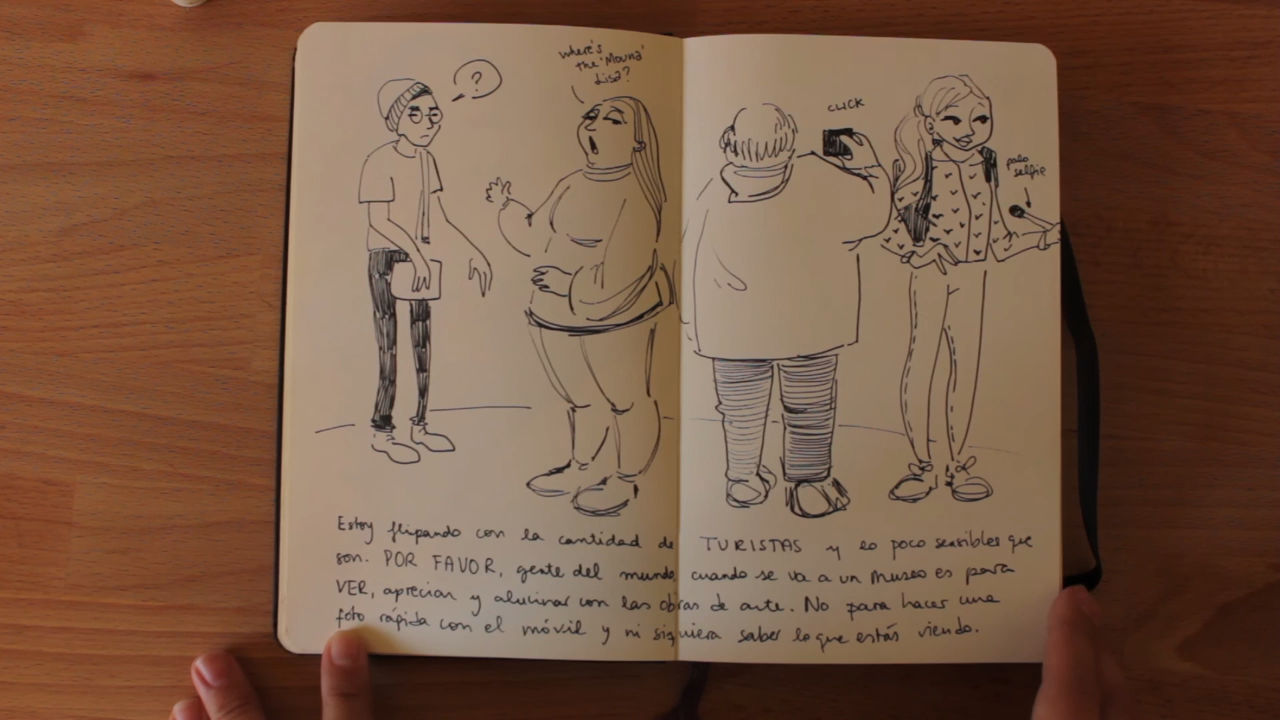 ?
where's
the 'Mouna'
Lisa?
CLICK
palo
selfie
Estoy flipando con la cantidad de TURISTAS y lo poco sensibles que
son. POR FAVOR, gente del mundo, cuando se va a un museo es para
VER, apreciar y alucinar con las obras de arte. No para hacer una
foto rápida con el móvil y ni siquiera saber lo que estás viendo.